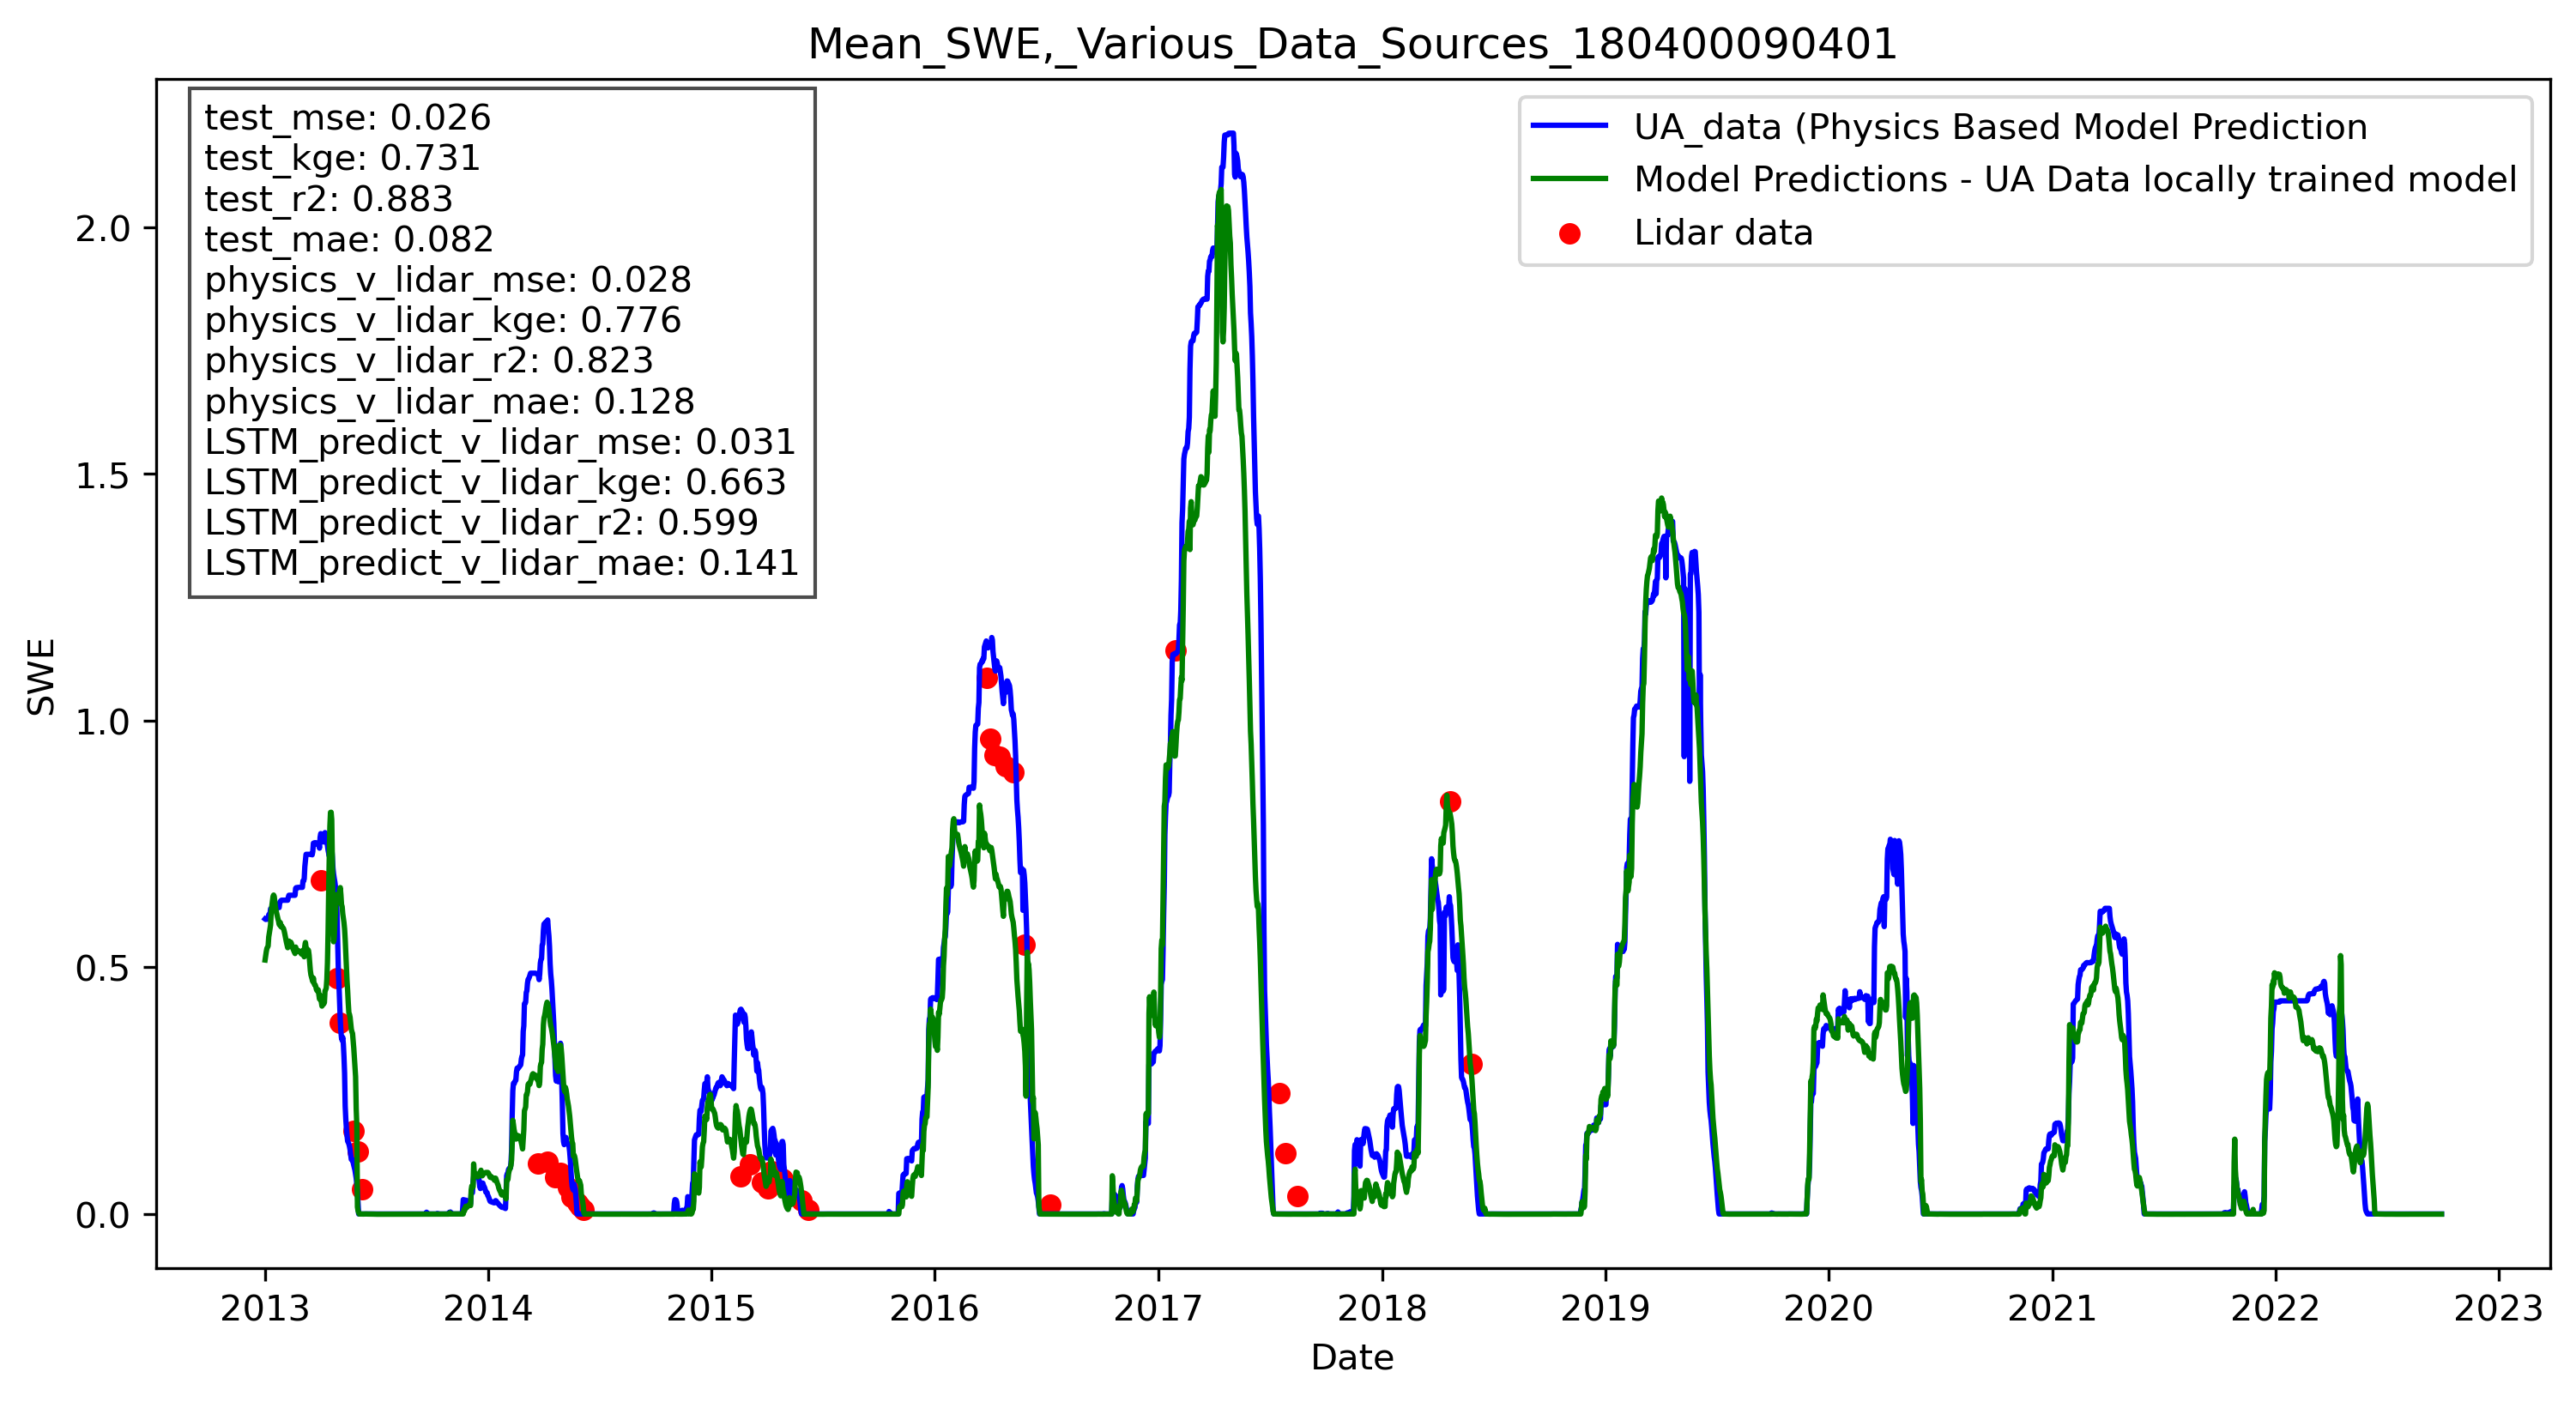 Mean_SWE,_Various_Data_Sources_180400090401
test_mse: 0.026
test_kge: 0.731
test_r2: 0.883
test_mae: 0.082
physics_v_lidar_mse: 0.028
physics_v_lidar_kge: 0.776
physics_v_lidar_r2: 0.823
physics_v_lidar_mae: 0.128
LSTM_predict_v_lidar_mse: 0.031
LSTM_predict_v_lidar_kge: 0.663
LSTM_predict_v_lidar_r2: 0.599
LSTM_predict_v_lidar_mae: 0.141
UA_data (Physics Based Model Prediction
Model Predictions - UA Data locally trained model
Lidar data
SWE
2.0
1.5
1.0
0.5
0.0
2013 2014 2015 2016 2017 2018 2019 2020 2021 2022 2023
Date